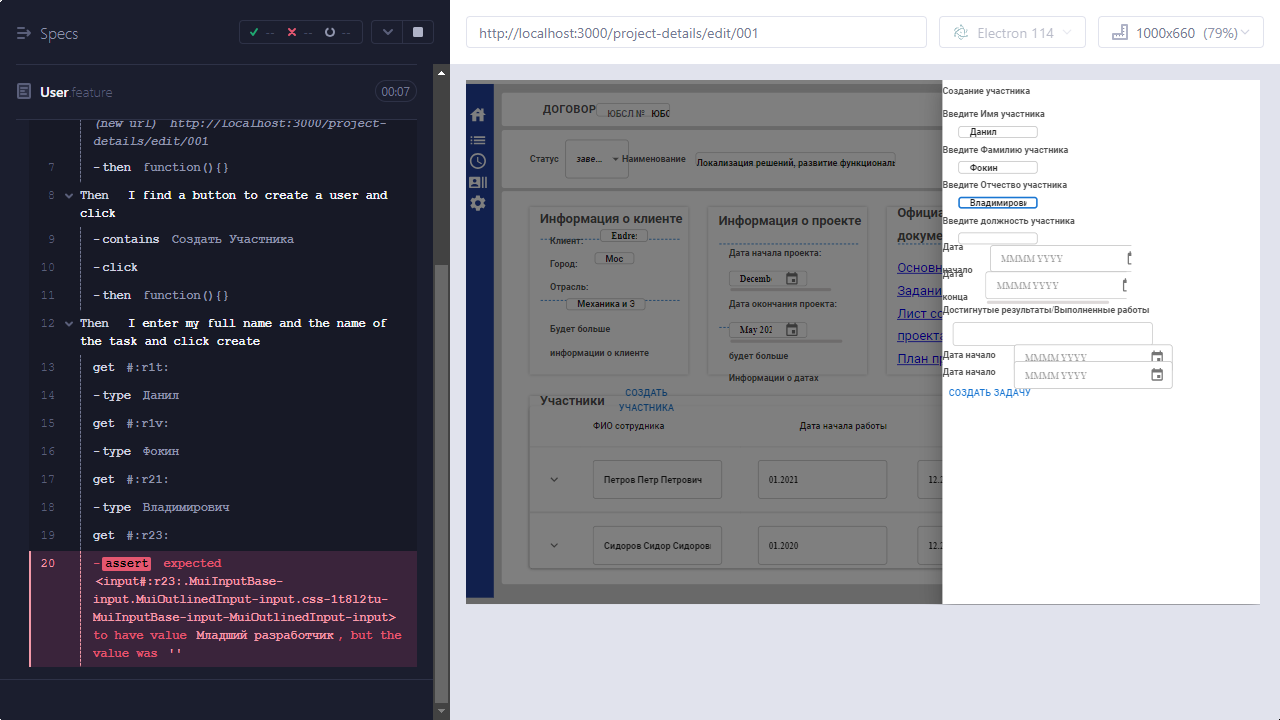 Specs
-- -- --
http://localhost:3000/project-details/edit/001
Electron 114
1000x660 (79%)
User.feature
00:07
(new url) http://localhost:3000/project-
details/edit/001
7 -then function(){}
8 Then I find a button to create a user and
click
9 -contains Создать Участника
10 -click
11 -then function(){}
12 Then I enter my full name and the name of
the task and click create
13 get #:r1t:
14 -type Данил
15 get #:r1v:
16 -type Фокин
17 get #:r21:
18 -type Владимирович
19 get #:r23:
20 -assert expected
<input#:r23:.MuiInputBase-
input.MuiOutlinedInput-input.css-1t8l2tu-
MuiInputBase-input-MuiOutlinedInput-input>
to have value Младший разработчик, but the
value was ''
ДОГОВОР ЮБСЛ №
Статус заве... Наименование Локализация решений, развитие функциональ
Информация о клиенте
Клиент: Endre:
Город: Мос
Отрасль: Механика и Э
Будет больше
информации о клиенте
Информация о проекте
Дата начала проекта:
Decemb
Дата окончания проекта:
May 202
будет больше
Информации о датах
Официа
докуме
Основн
Задани
Лист со
проекта
План пр
Участники СОЗДАТЬ
УЧАСТНИКА
ФИО сотрудника Дата начала работы
Петров Петр Петрович 01.2021 12.2
Сидоров Сидор Сидорови 01.2020 12.2
Создание участника
Введите Имя участника
Данил
Введите Фамилию участника
Фокин
Введите Отчество участника
Владимирови
Введите должность участника
Дата
начало
MMMM YYYY
Дата
конца
MMMM YYYY
Достигнутые результаты/Выполненные работы
Дата начало MMMM YYYY
Дата начало MMMM YYYY
СОЗДАТЬ ЗАДАЧУ